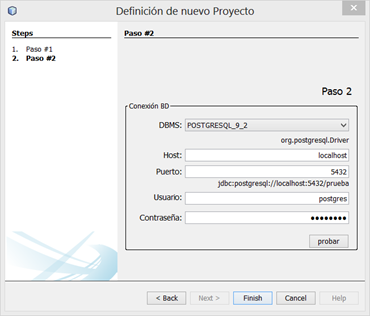 Definición de nuevo Proyecto
Steps
1. Paso #1
2. Paso #2
Paso #2
Paso 2
Conexión BD
DBMS: POSTGRESQL_9_2
org.postgresql.Driver
Host: localhost
Puerto: 5432
jdbc:postgresql://localhost:5432/prueba
Usuario: postgres
Contraseña: ●●●●●●●●
probar
< Back Next > Finish Cancel Help